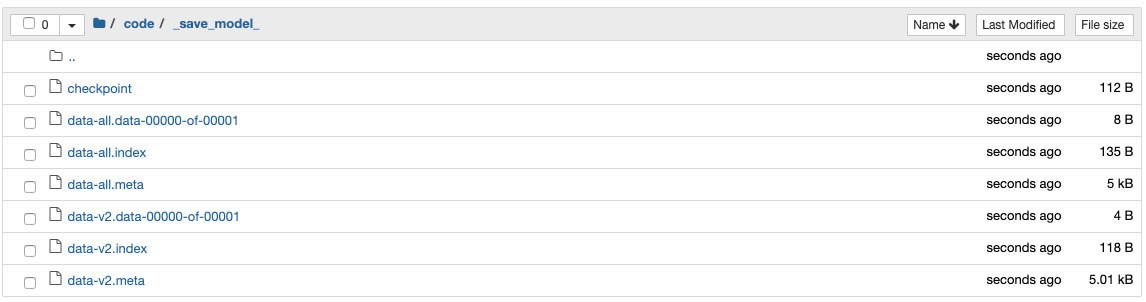 0 / code / _save_model_ Name Last Modified File size
.. seconds ago
checkpoint seconds ago 112 B
data-all.data-00000-of-00001 seconds ago 8 B
data-all.index seconds ago 135 B
data-all.meta seconds ago 5 kB
data-v2.data-00000-of-00001 seconds ago 4 B
data-v2.index seconds ago 118 B
data-v2.meta seconds ago 5.01 kB